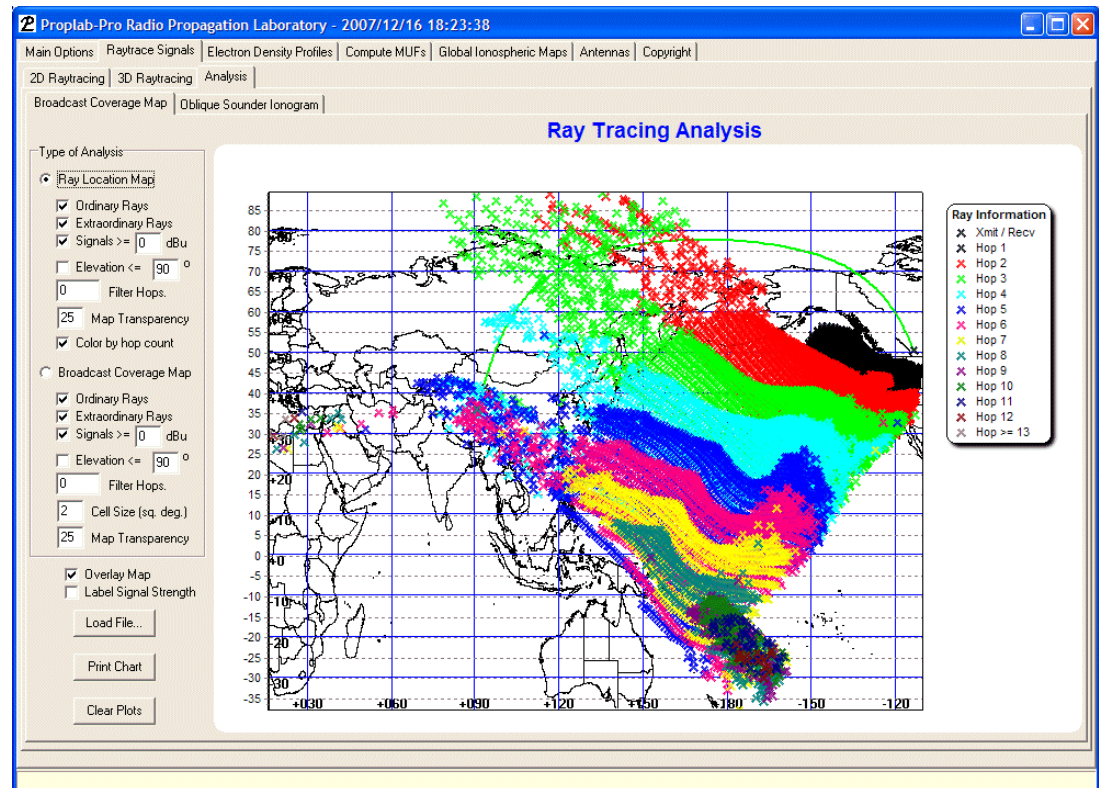 Proplab-Pro Radio Propagation Laboratory - 2007/12/16 18:23:38
Main Options Raytrace Signals Electron Density Profiles Compute MUFs Global Ionospheric Maps Antennas Copyright
2D Raytracing 3D Raytracing Analysis
Broadcast Coverage Map Oblique Sounder Ionogram
Ray Tracing Analysis
Type of Analysis
Ray Location Map
Ordinary Rays
Extraordinary Rays
Signals >= 0 dBu
Elevation <= 90 o
0 Filter Hops.
25 Map Transparency
Color by hop count
Broadcast Coverage Map
Ordinary Rays
Extraordinary Rays
Signals >= 0 dBu
Elevation <= 90 o
0 Filter Hops.
2 Cell Size (sq. deg.)
25 Map Transparency
Overlay Map
Label Signal Strength
Load File...
Print Chart
Clear Plots
85
80
75
70
65
60
55
50
45
40
35
30
25
20
15
10
5
0
-5
-10
-15
-20
-25
-30
-35
+20
+10
+0
-10
-20
-30
+030
+060
+090
+120
+150
+180
-150
-120
Ray Information
Xmit / Recv
Hop 1
Hop 2
Hop 3
Hop 4
Hop 5
Hop 6
Hop 7
Hop 8
Hop 9
Hop 10
Hop 11
Hop 12
Hop >= 13